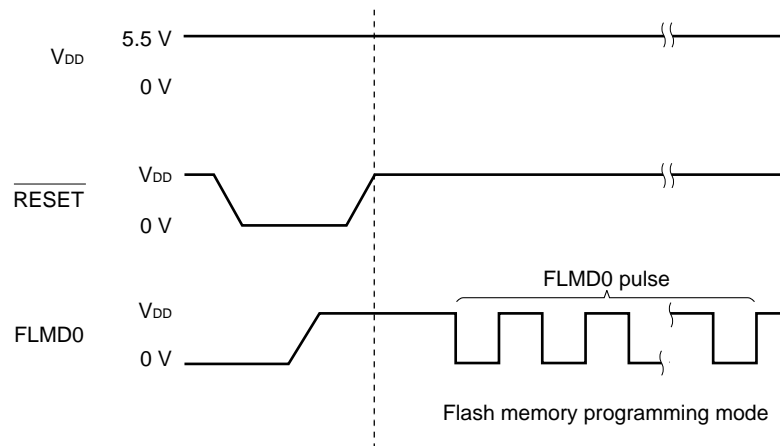 5.5 V
VDD
0 V
VDD
RESET
0 V
FLMD0 pulse
VDD
FLMD0
0 V
Flash memory programming mode